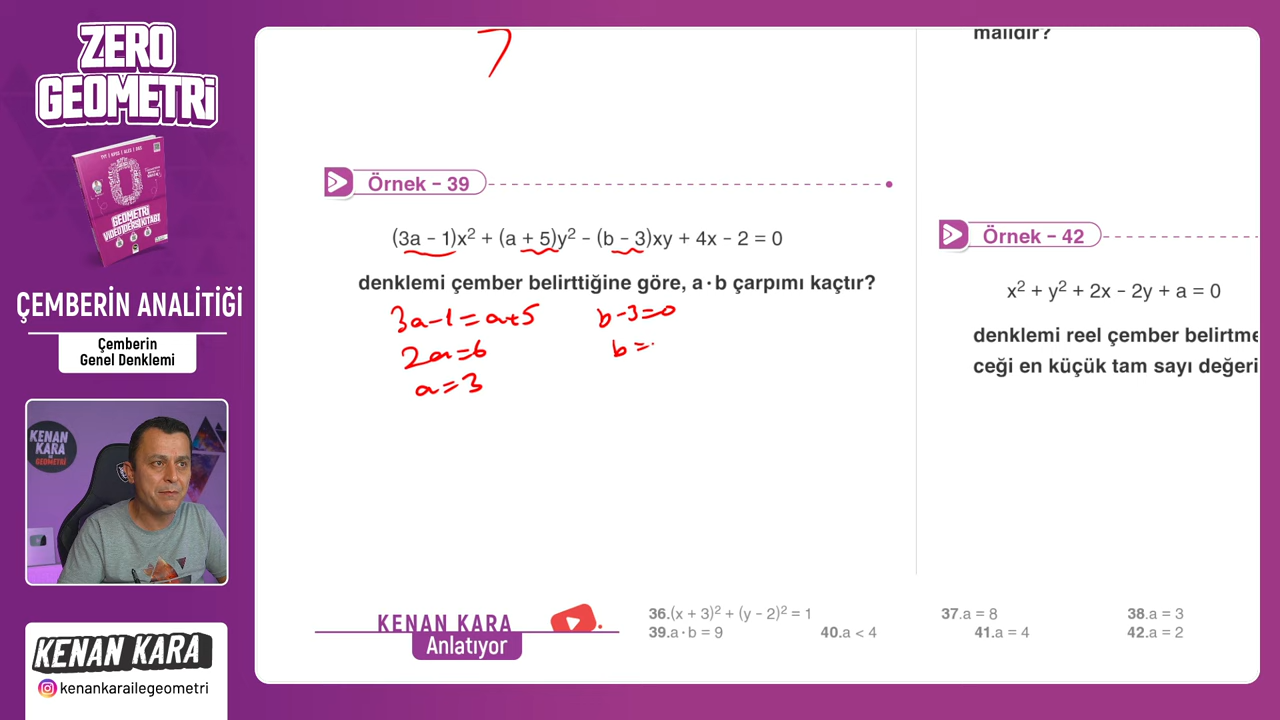 ZERO
GEOMETRİ
GEOMETRİ
VİDEO DERS KİTABI
ÇEMBERİN ANALİTİĞİ
Çemberin
Genel Denklemi
KENAN
KARA
GEOMETRİ
KENAN KARA
kenankarailegeometri
7
Örnek – 39
(3a – 1)x² + (a + 5)y² – (b – 3)xy + 4x – 2 = 0
denklemi çember belirttiğine göre, a · b çarpımı kaçtır?
3a-1=a+5
2a=6
a=3
b-3=0
b=
malıdır?
Örnek – 42
x² + y² + 2x – 2y + a = 0
denklemi reel çember belirtme
ceği en küçük tam sayı değeri
KENAN KARA
Anlatıyor
36.(x + 3)² + (y – 2)² = 1 37.a = 8 38.a = 3
39.a · b = 9 40.a < 4 41.a = 4 42.a = 2